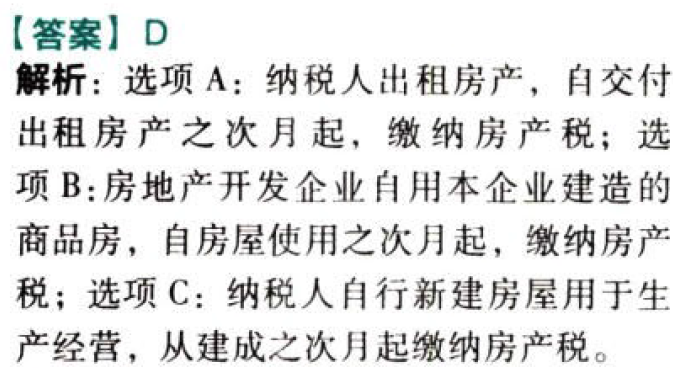 【答案】D
解析：选项 A：纳税人出租房产，自交付
出租房产之次月起，缴纳房产税；选
项 B：房地产开发企业自用本企业建造的
商品房，自房屋使用之次月起，缴纳房产
税；选项 C：纳税人自行新建房屋用于生
产经营，从建成之次月起缴纳房产税。